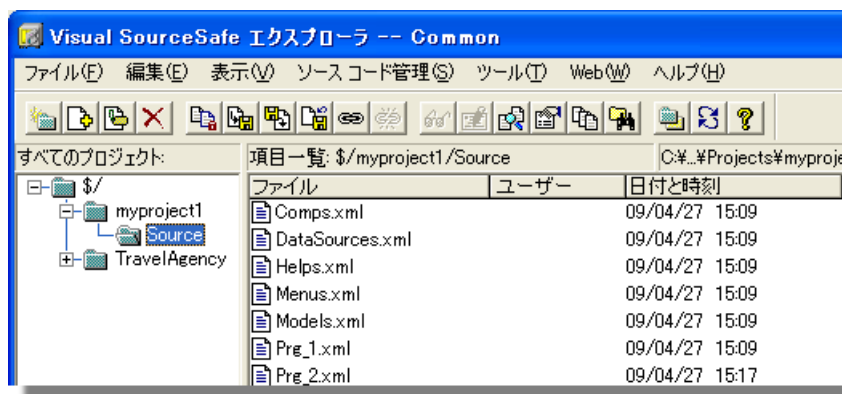 Visual SourceSafe エクスプローラ -- Common
ファイル(F) 編集(E) 表示(V) ソース コード管理(S) ツール(T) Web(W) ヘルプ(H)
すべてのプロジェクト: 項目一覧: $/myproject1/Source C:¥...¥Projects¥myproje
$/ ファイル ユーザー 日付と時刻
myproject1 Comps.xml 09/04/27 15:09
Source DataSources.xml 09/04/27 15:09
TravelAgency Helps.xml 09/04/27 15:09
Menus.xml 09/04/27 15:09
Models.xml 09/04/27 15:09
Prg_1.xml 09/04/27 15:09
Prg_2.xml 09/04/27 15:17